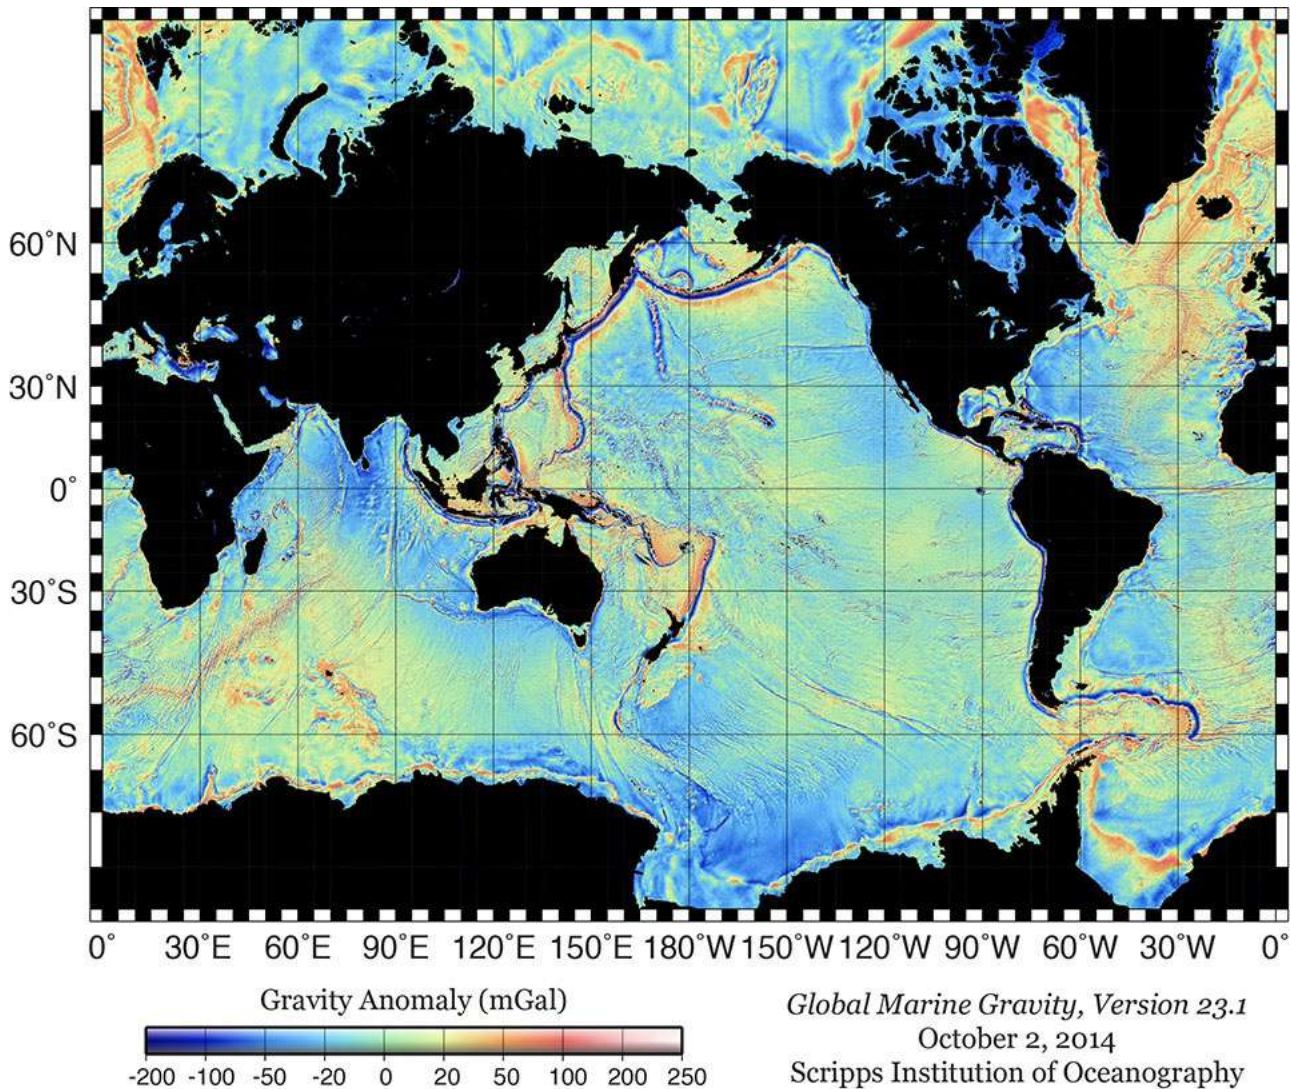 60°N
30°N
0°
30°S
60°S
0° 30°E 60°E 90°E 120°E 150°E 180°W 150°W 120°W 90°W 60°W 30°W 0°
Gravity Anomaly (mGal)
-200 -100 -50 -20 0 20 50 100 200 250
Global Marine Gravity, Version 23.1
October 2, 2014
Scripps Institution of Oceanography